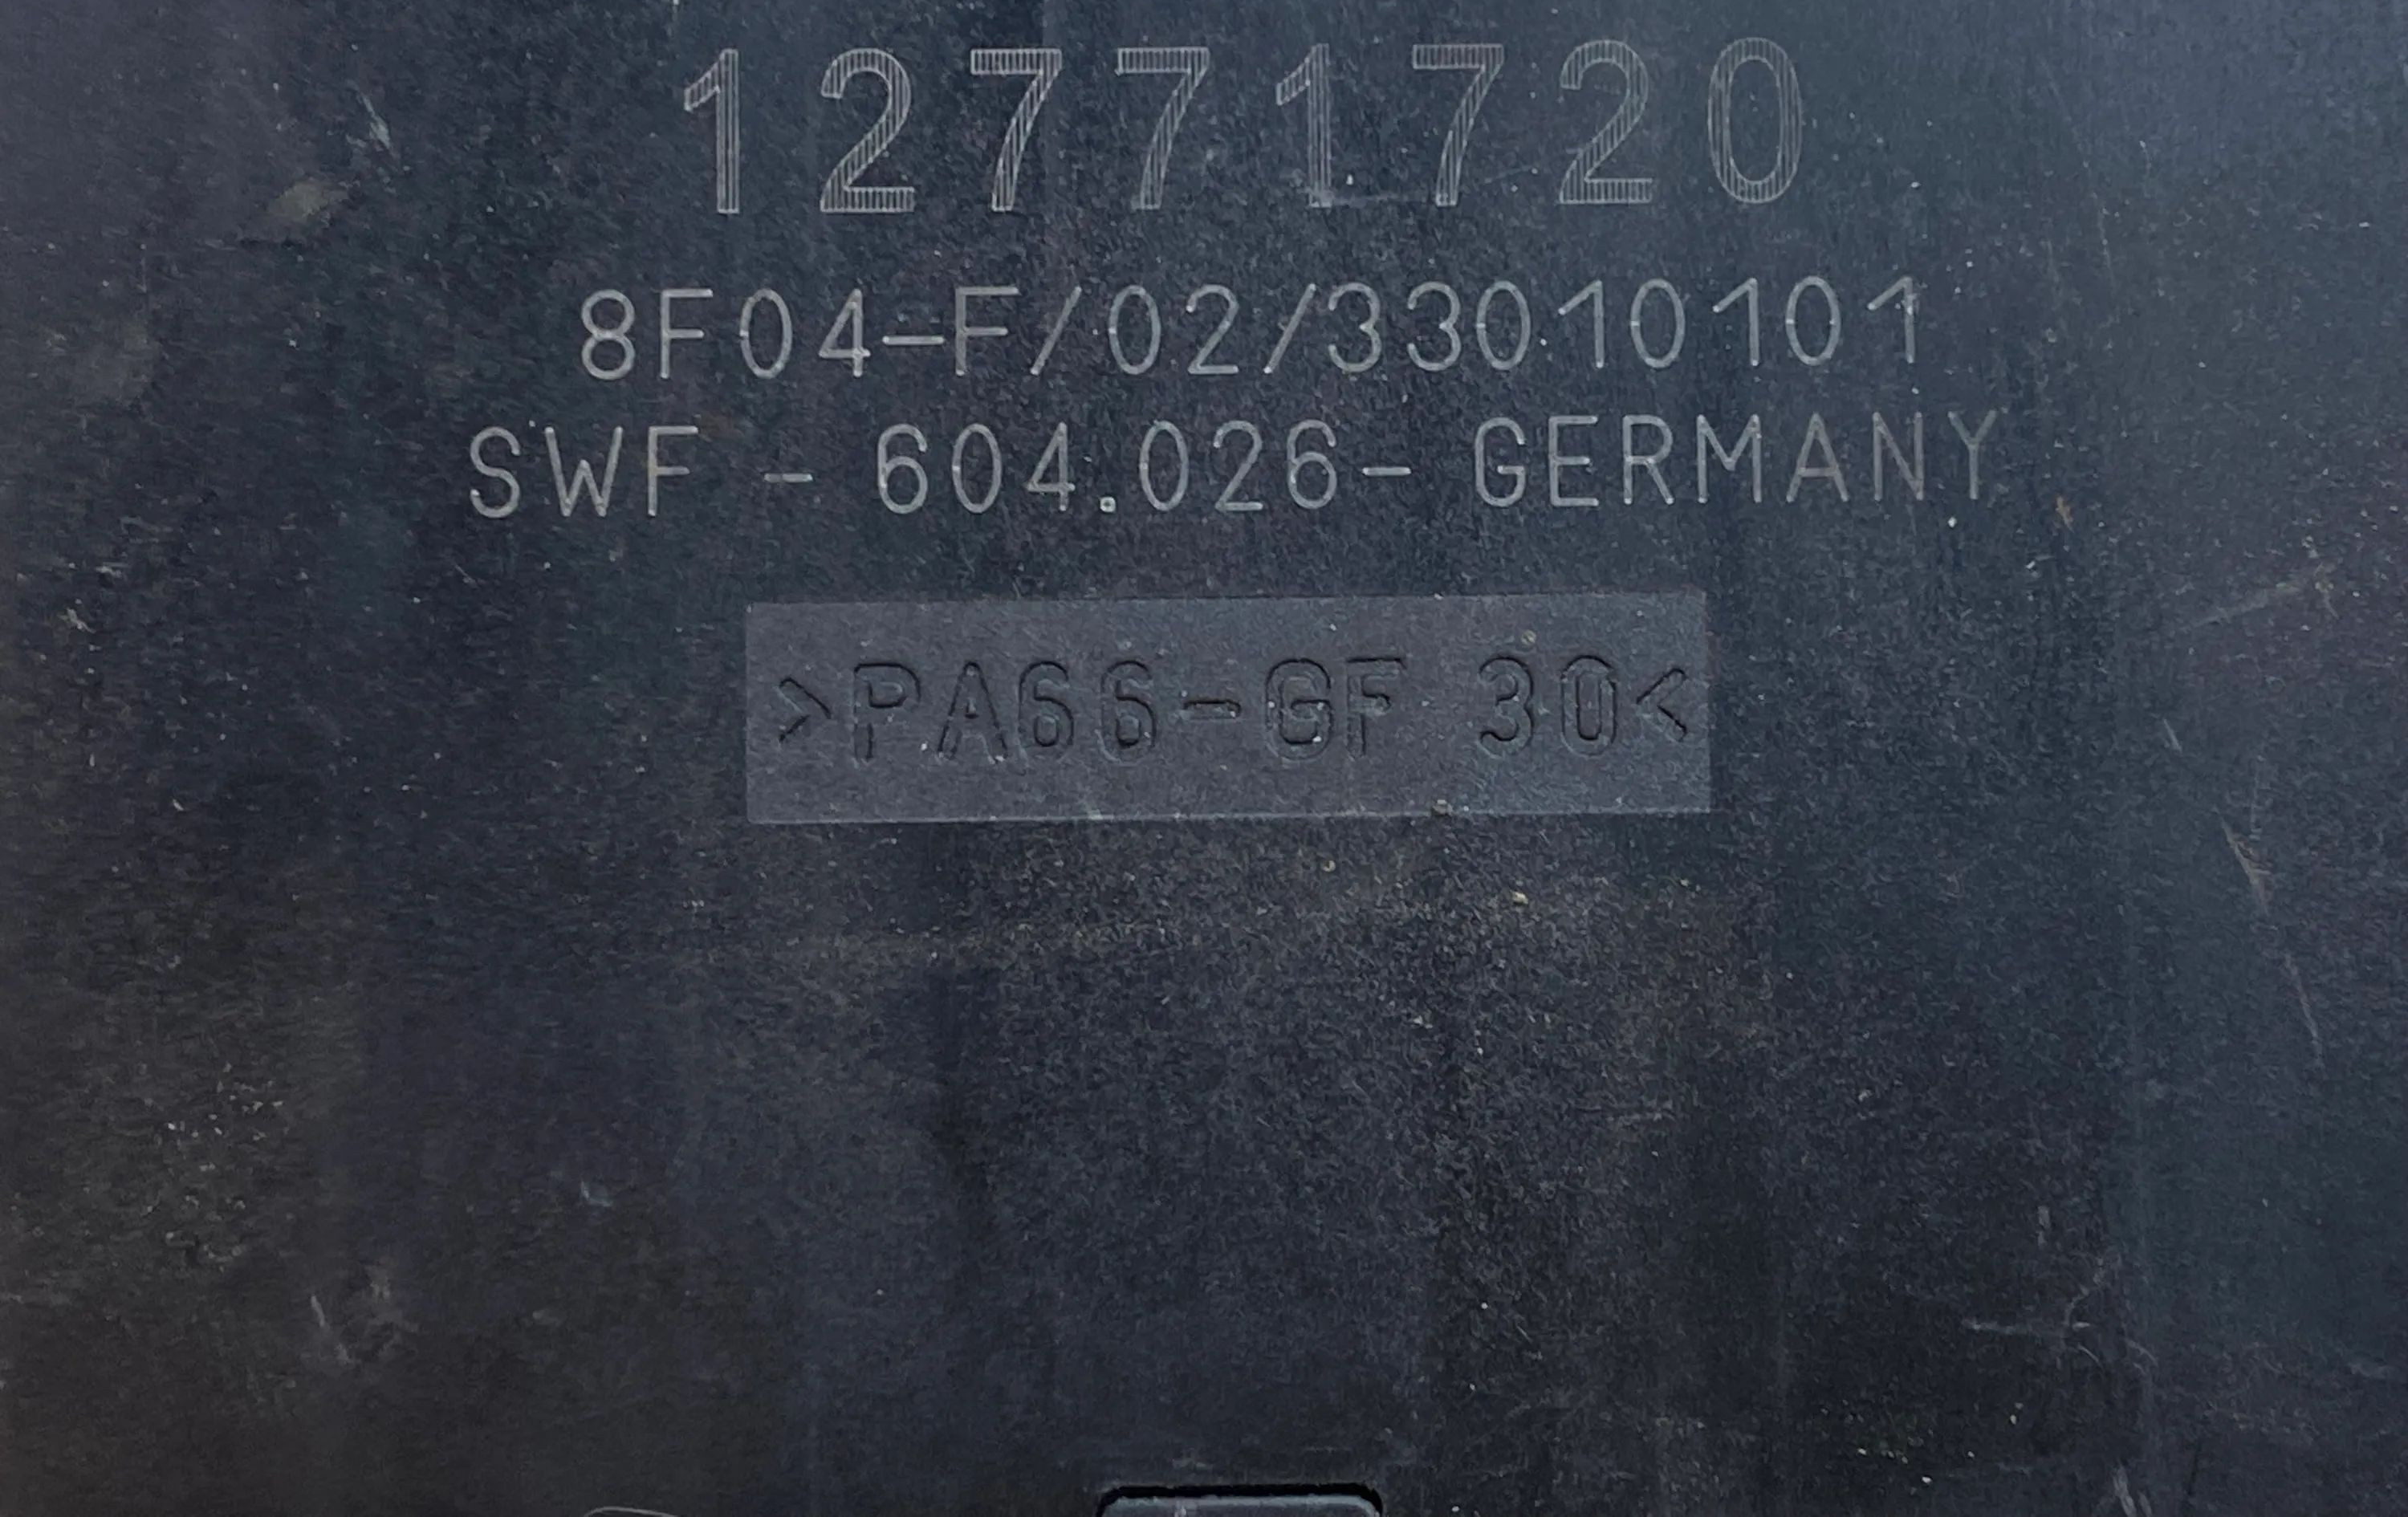 12771720
8F04-F/02/33010101
SWF - 604.026- GERMANY
>PA66-GF 30<